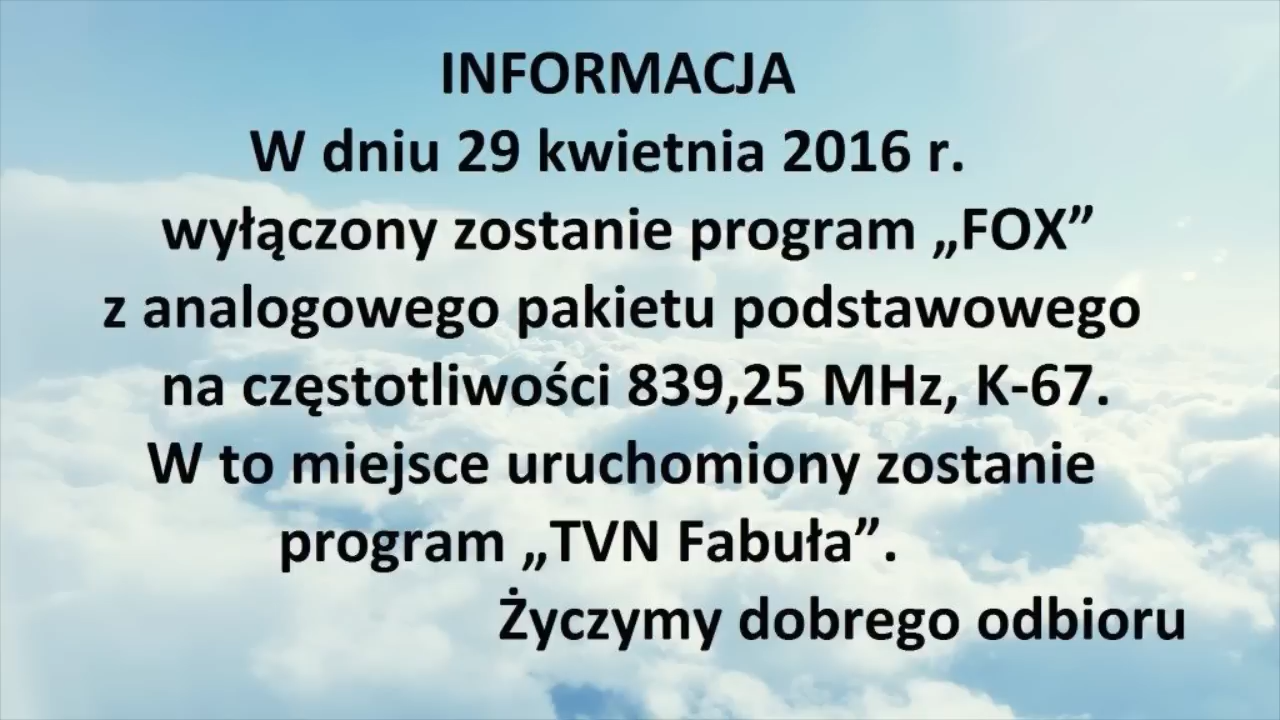 INFORMACJA
W dniu 29 kwietnia 2016 r.
wyłączony zostanie program „FOX”
z analogowego pakietu podstawowego
na częstotliwości 839,25 MHz, K-67.
W to miejsce uruchomiony zostanie
program „TVN Fabuła”.
Życzymy dobrego odbioru